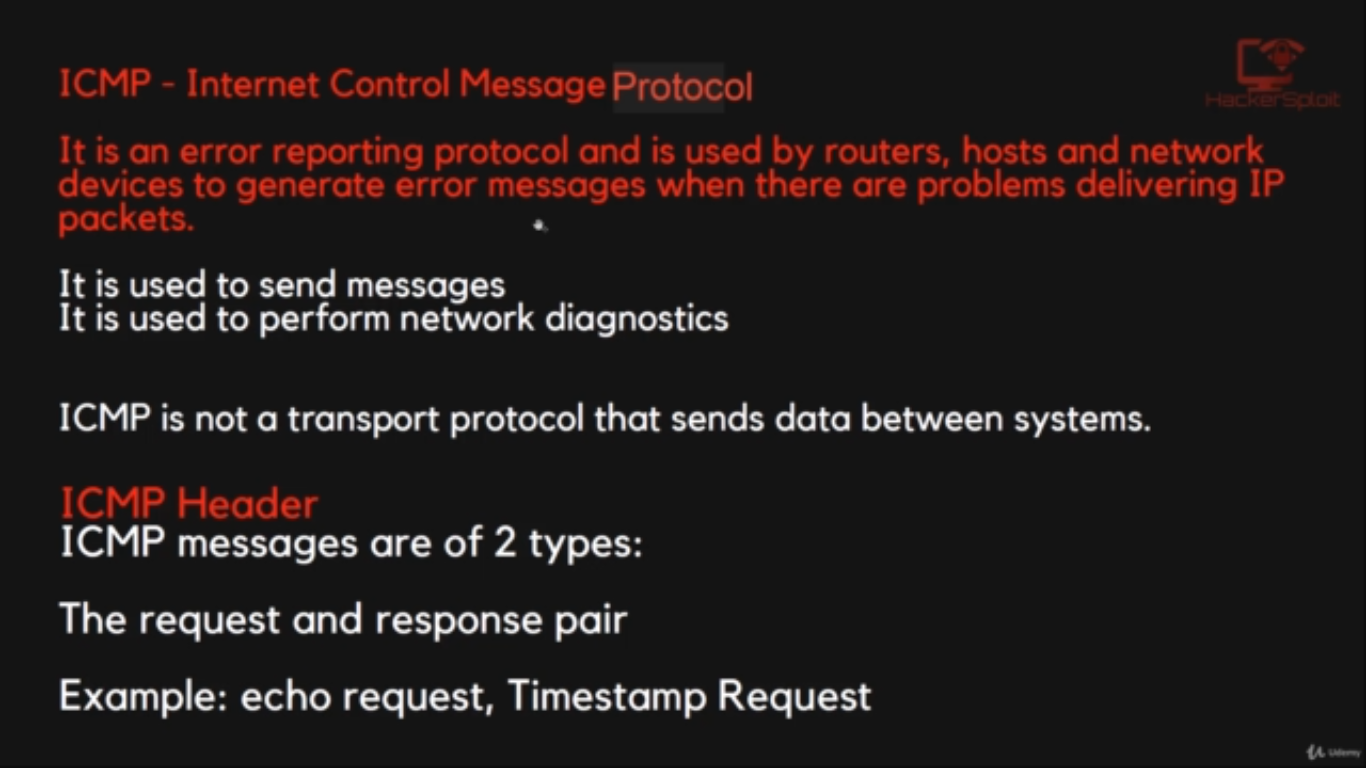 ICMP - Internet Control Message Protocol
HackerSploit
It is an error reporting protocol and is used by routers, hosts and network
devices to generate error messages when there are problems delivering IP
packets.
It is used to send messages
It is used to perform network diagnostics
ICMP is not a transport protocol that sends data between systems.
ICMP Header
ICMP messages are of 2 types:
The request and response pair
Example: echo request, Timestamp Request
Udemy